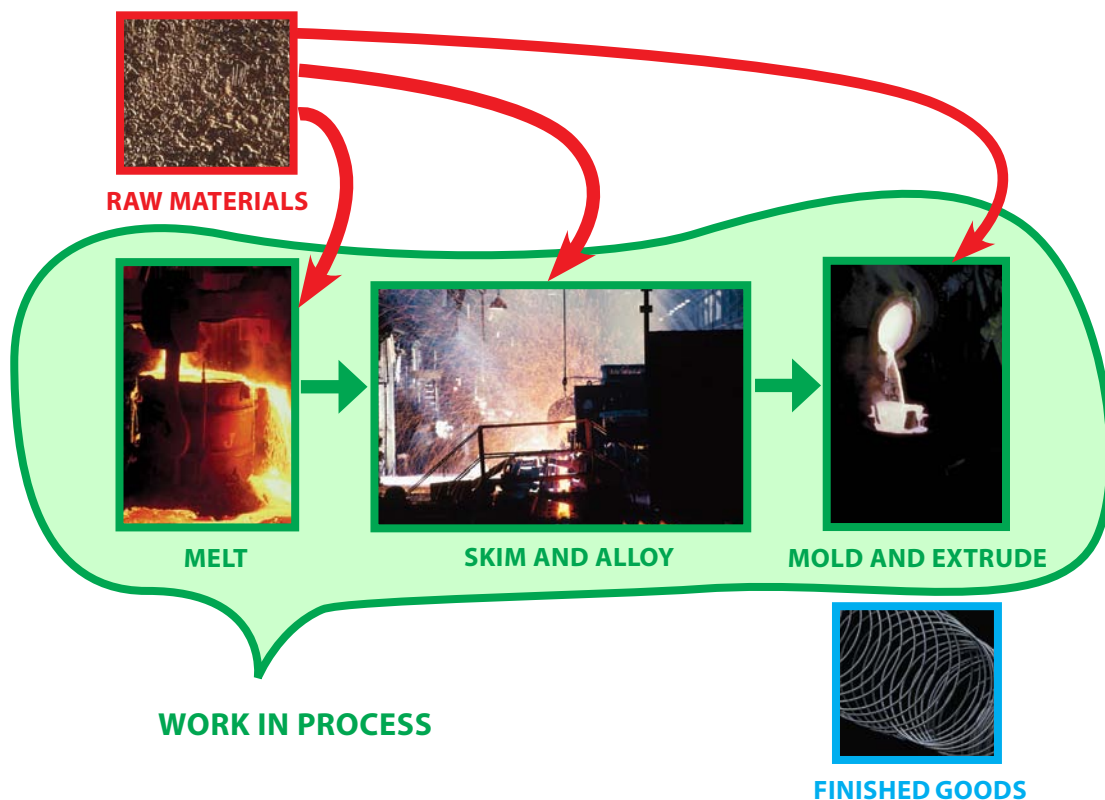 RAW MATERIALS
MELT
SKIM AND ALLOY
MOLD AND EXTRUDE
WORK IN PROCESS
FINISHED GOODS